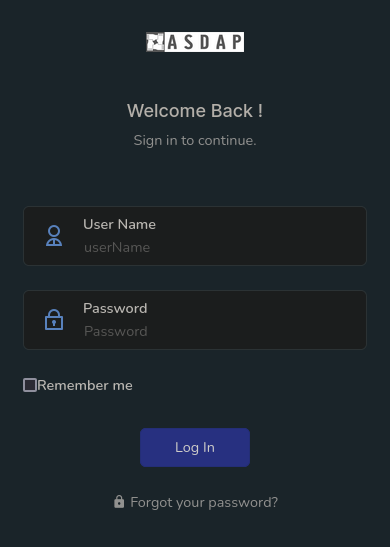 ASDAP
Welcome Back !
Sign in to continue.
User Name
userName
Password
Password
Remember me
Log In
Forgot your password?